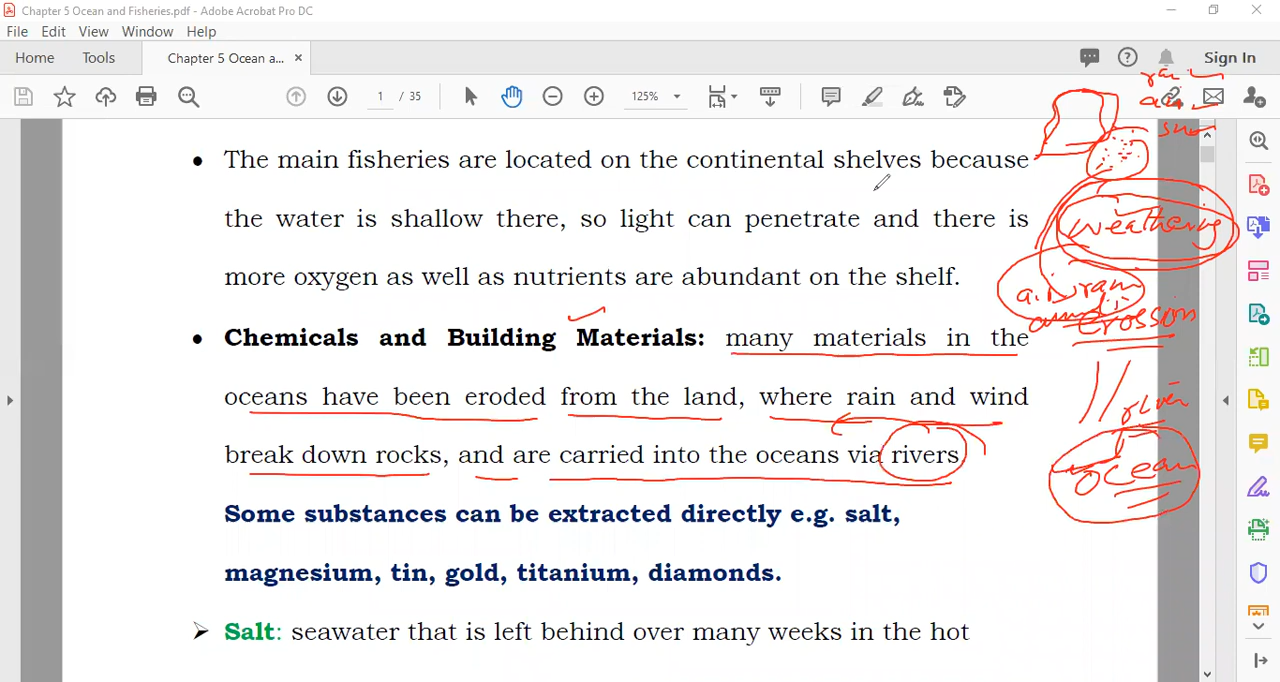 Chapter 5 Ocean and Fisheries.pdf - Adobe Acrobat Pro DC
File Edit View Window Help
Home Tools Chapter 5 Ocean a... × Sign In
1 / 35 125%
• The main fisheries are located on the continental shelves because
the water is shallow there, so light can penetrate and there is
more oxygen as well as nutrients are abundant on the shelf.
• Chemicals and Building Materials: many materials in the
oceans have been eroded from the land, where rain and wind
break down rocks, and are carried into the oceans via rivers
Some substances can be extracted directly e.g. salt,
magnesium, tin, gold, titanium, diamonds.
➢ Salt: seawater that is left behind over many weeks in the hot
weathering
Erossion
river
Ocean